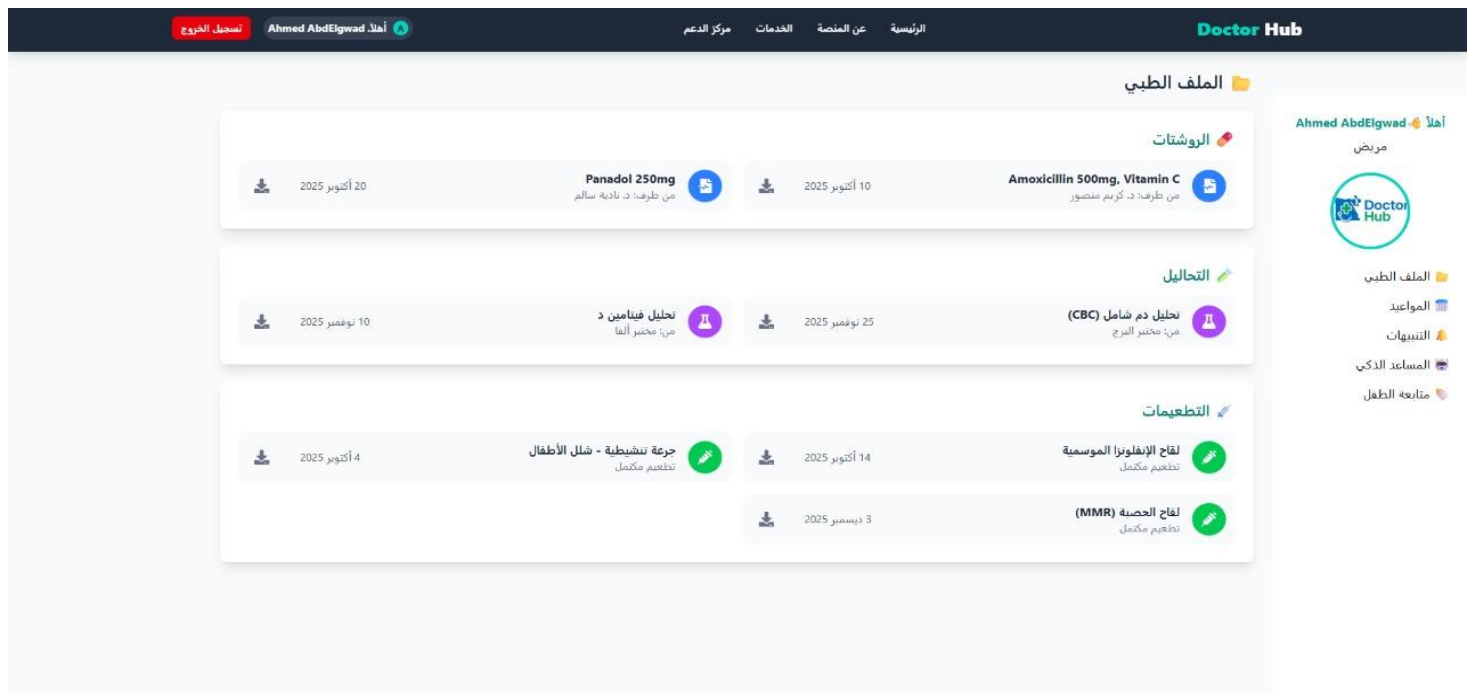 Doctor Hub
الرئيسية
عن المنصة
الخدمات
مركز الدعم
A
أهلاً، Ahmed AbdElgwad
تسجيل الخروج
أهلاً Ahmed AbdElgwad
مريض
Doctor
Hub
الملف الطبي
المواعيد
التنبيهات
المساعد الذكي
متابعة الطفل
الملف الطبي
الروشتات
Amoxicillin 500mg, Vitamin C
من طرف: د. كريم منصور
10 أكتوبر 2025
Panadol 250mg
من طرف: د. نادية سالم
20 أكتوبر 2025
التحاليل
تحليل دم شامل (CBC)
من: مختبر البرج
25 نوفمبر 2025
تحليل فيتامين د
من: مختبر ألفا
10 نوفمبر 2025
التطعيمات
لقاح الإنفلونزا الموسمية
تطعيم مكتمل
14 أكتوبر 2025
جرعة تنشيطية - شلل الأطفال
تطعيم مكتمل
4 أكتوبر 2025
لقاح الحصبة (MMR)
تطعيم مكتمل
3 ديسمبر 2025